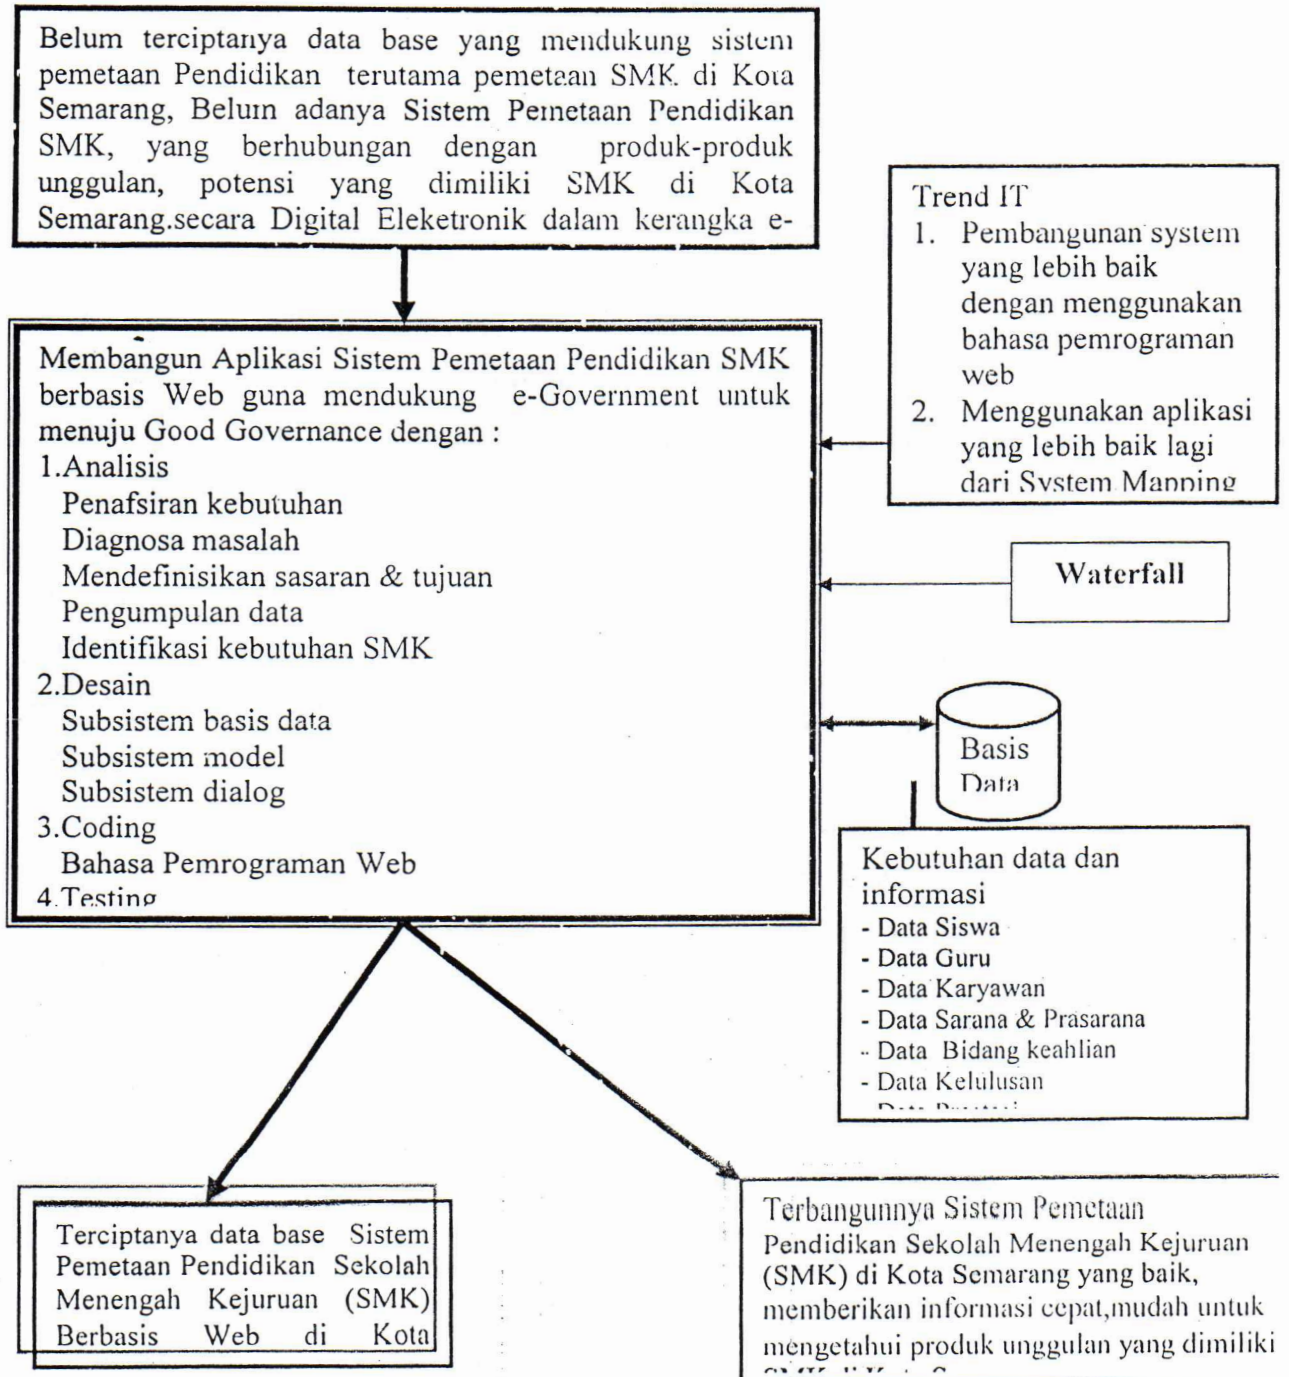 Belum terciptanya data base yang mendukung sistem
pemetaan Pendidikan terutama pemetaan SMK di Kota
Semarang, Belum adanya Sistem Pemetaan Pendidikan
SMK, yang berhubungan dengan produk-produk
unggulan, potensi yang dimiliki SMK di Kota
Semarang.secara Digital Eleketronik dalam kerangka e-
Trend IT
1. Pembangunan system
yang lebih baik
dengan menggunakan
bahasa pemrograman
web
2. Menggunakan aplikasi
yang lebih baik lagi
dari System Mapping
Membangun Aplikasi Sistem Pemetaan Pendidikan SMK
berbasis Web guna mendukung e-Government untuk
menuju Good Governance dengan :
1.Analisis
Penafsiran kebutuhan
Diagnosa masalah
Mendefinisikan sasaran & tujuan
Pengumpulan data
Identifikasi kebutuhan SMK
2.Desain
Subsistem basis data
Subsistem model
Subsistem dialog
3.Coding
Bahasa Pemrograman Web
4.Testing
Waterfall
Basis
Data
Kebutuhan data dan
informasi
- Data Siswa
- Data Guru
- Data Karyawan
- Data Sarana & Prasarana
- Data Bidang keahlian
- Data Kelulusan
Terciptanya data base Sistem
Pemetaan Pendidikan Sekolah
Menengah Kejuruan (SMK)
Berbasis Web di Kota
Terbangunnya Sistem Pemetaan
Pendidikan Sekolah Menengah Kejuruan
(SMK) di Kota Semarang yang baik,
memberikan informasi cepat,mudah untuk
mengetahui produk unggulan yang dimiliki